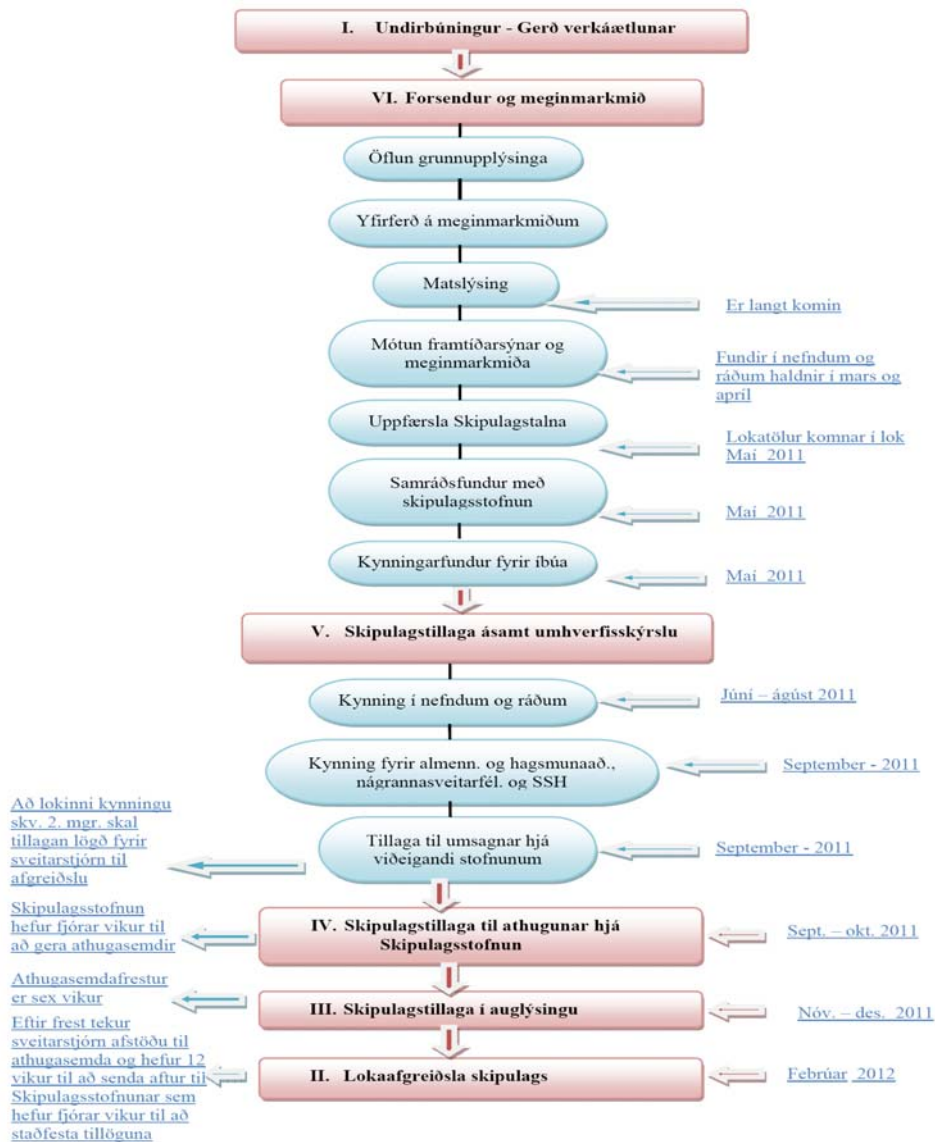 I. Undirbúningur - Gerð verkáætlunar
VI. Forsendur og meginmarkmið
Öflun grunnupplýsinga
Yfirferð á meginmarkmiðum
Matslýsing
Er langt komin
Mótun framtíðarsýnar og
meginmarkmiða
Fundir í nefndum og
ráðum haldnir í mars og
apríl
Uppfærsla Skipulagstalna
Lokatölur komnar í lok
Maí 2011
Samráðsfundur með
skipulagsstofnun
Maí 2011
Kynningarfundur fyrir íbúa
Maí 2011
V. Skipulagstillaga ásamt umhverfisskýrslu
Kynning í nefndum og ráðum
Júní – ágúst 2011
Kynning fyrir almenn. og hagsmunaað.,
nágrannasveitarfél. og SSH
September - 2011
Að lokinni kynningu
skv. 2. mgr. skal
tillagan lögð fyrir
sveitarstjórn til
afgreiðslu
Tillaga til umsagnar hjá
viðeigandi stofnunum
September - 2011
Skipulagsstofnun
hefur fjórar vikur til
að gera athugasemdir
IV. Skipulagstillaga til athugunar hjá
Skipulagsstofnun
Sept. – okt. 2011
Athugasemdafrestur
er sex vikur
III. Skipulagstillaga í auglýsingu
Nóv. – des. 2011
Eftir frest tekur
sveitarstjórn afstöðu til
athugasemda og hefur 12
vikur til að senda aftur til
Skipulagsstofnunar sem
hefur fjórar vikur til að
staðfesta tillöguna
II. Lokaafgreiðsla skipulags
Febrúar 2012